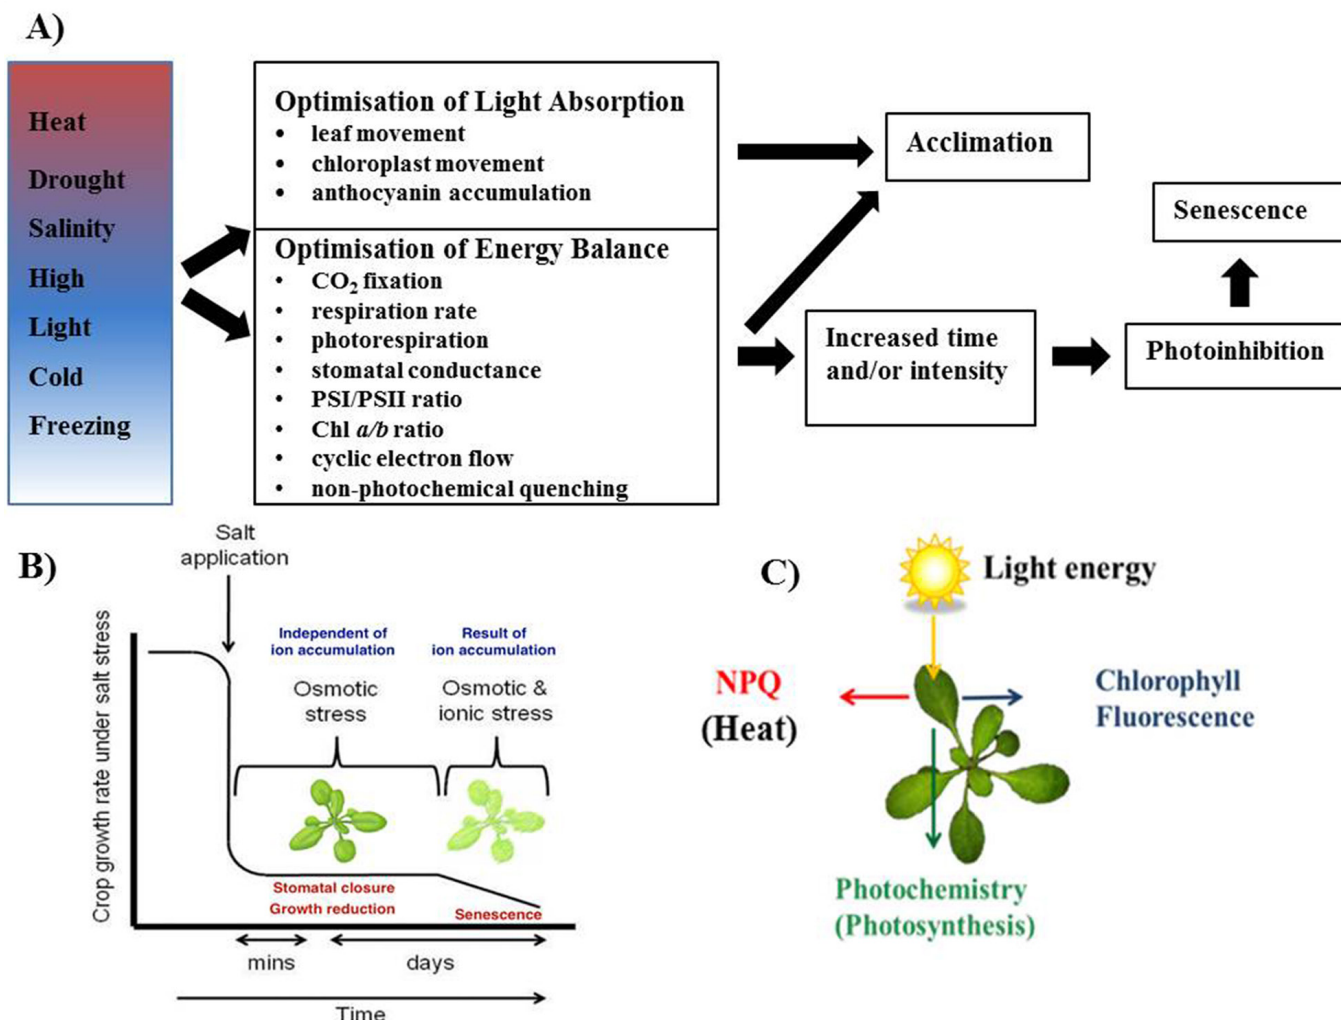 A)
Heat
Drought
Salinity
High
Light
Cold
Freezing
Optimisation of Light Absorption
• leaf movement
• chloroplast movement
• anthocyanin accumulation
Optimisation of Energy Balance
• CO₂ fixation
• respiration rate
• photorespiration
• stomatal conductance
• PSI/PSII ratio
• Chl a/b ratio
• cyclic electron flow
• non-photochemical quenching
Acclimation
Increased time
and/or intensity
Photoinhibition
Senescence
B)
Salt
application
Crop growth rate under salt stress
Independent of
ion accumulation
Result of
ion accumulation
Osmotic
stress
Osmotic &
ionic stress
Stomatal closure
Growth reduction
Senescence
mins
days
Time
C)
Light energy
NPQ
(Heat)
Chlorophyll
Fluorescence
Photochemistry
(Photosynthesis)